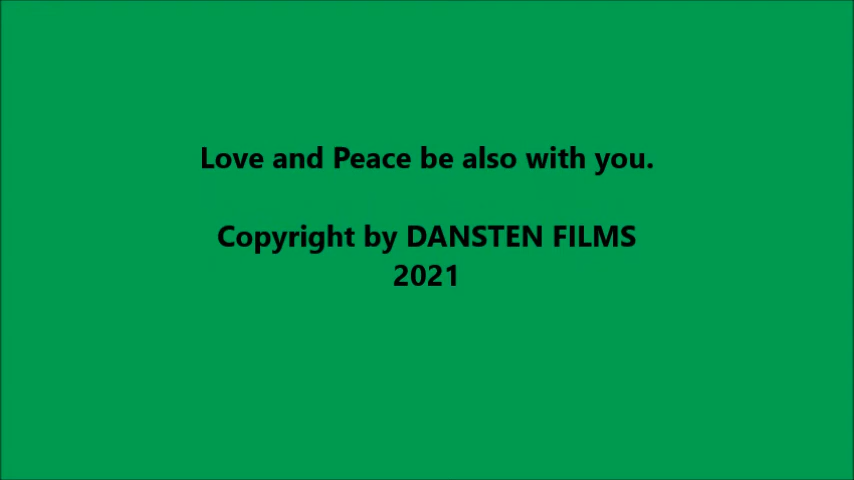 Love and Peace be also with you.
Copyright by DANSTEN FILMS
2021